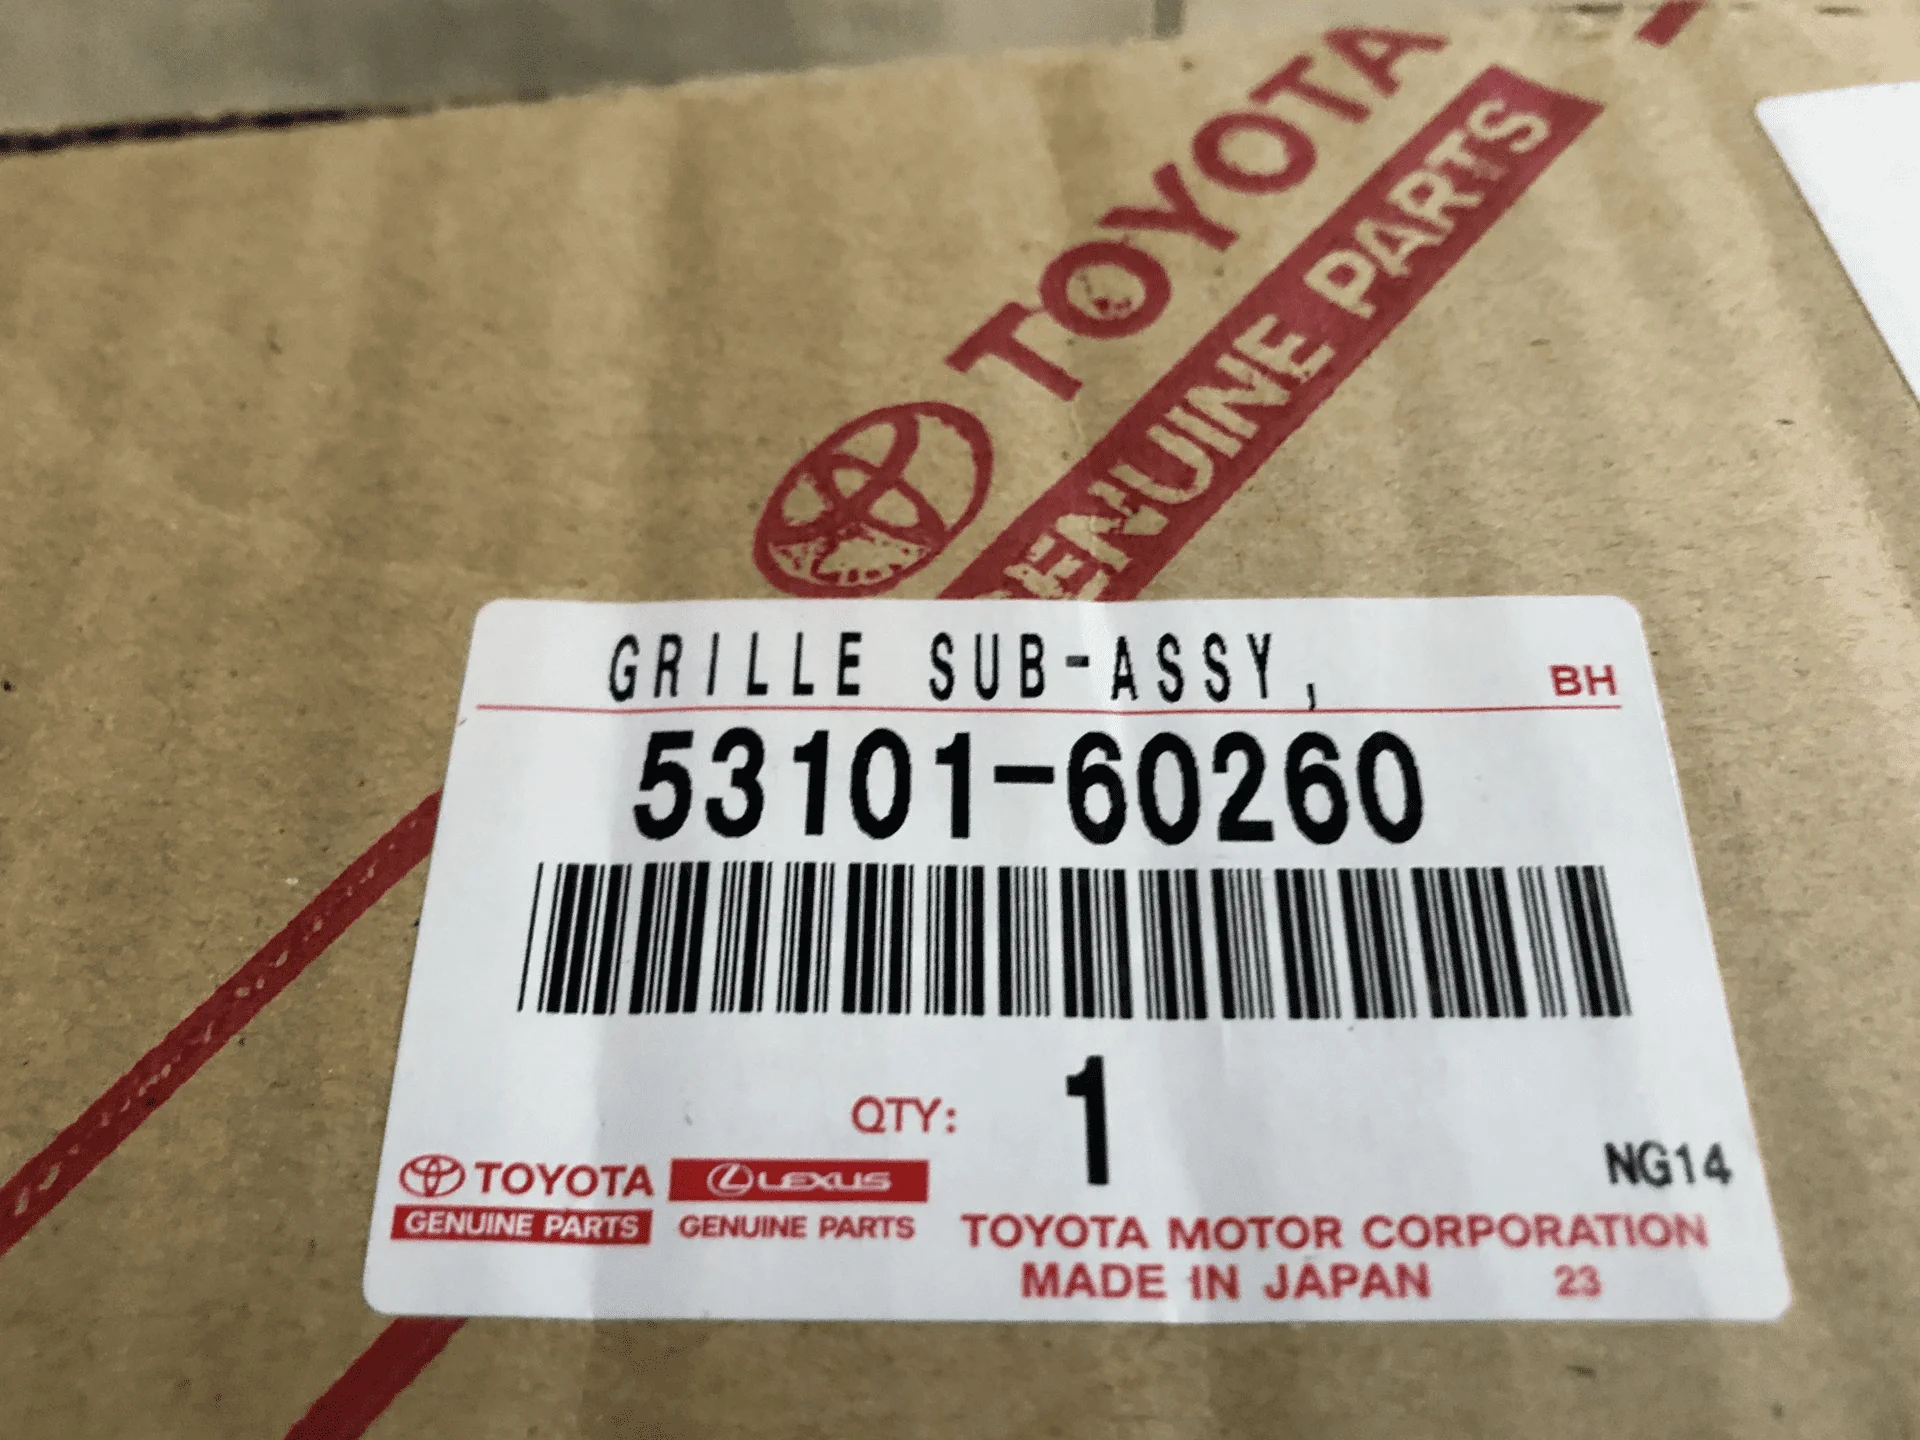 TOYOTA
GENUINE PARTS
GRILLE SUB-ASSY,
BH
53101-60260
QTY: 1
NG14
TOYOTA
GENUINE PARTS
LEXUS
GENUINE PARTS
TOYOTA MOTOR CORPORATION
MADE IN JAPAN 23